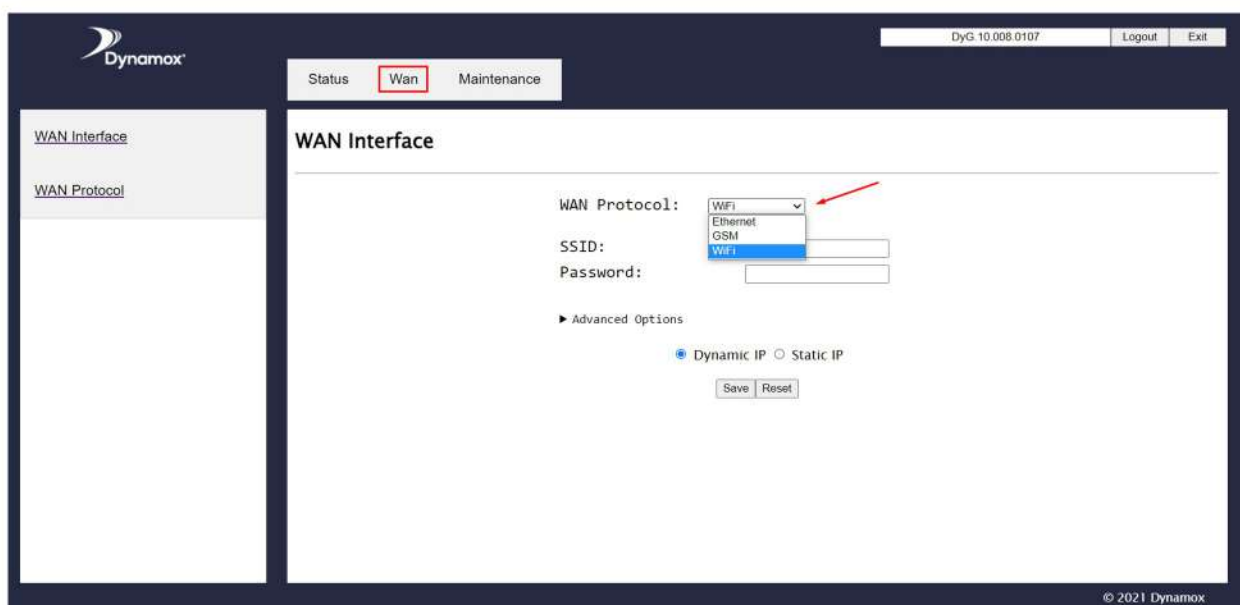 Dynamox
DyG.10.008.0107 Logout Exit
Status Wan Maintenance
WAN Interface
WAN Protocol
WAN Interface
WAN Protocol: WiFi
Ethernet
GSM
WiFi
SSID:
Password:
▶ Advanced Options
Dynamic IP Static IP
Save Reset
© 2021 Dynamox